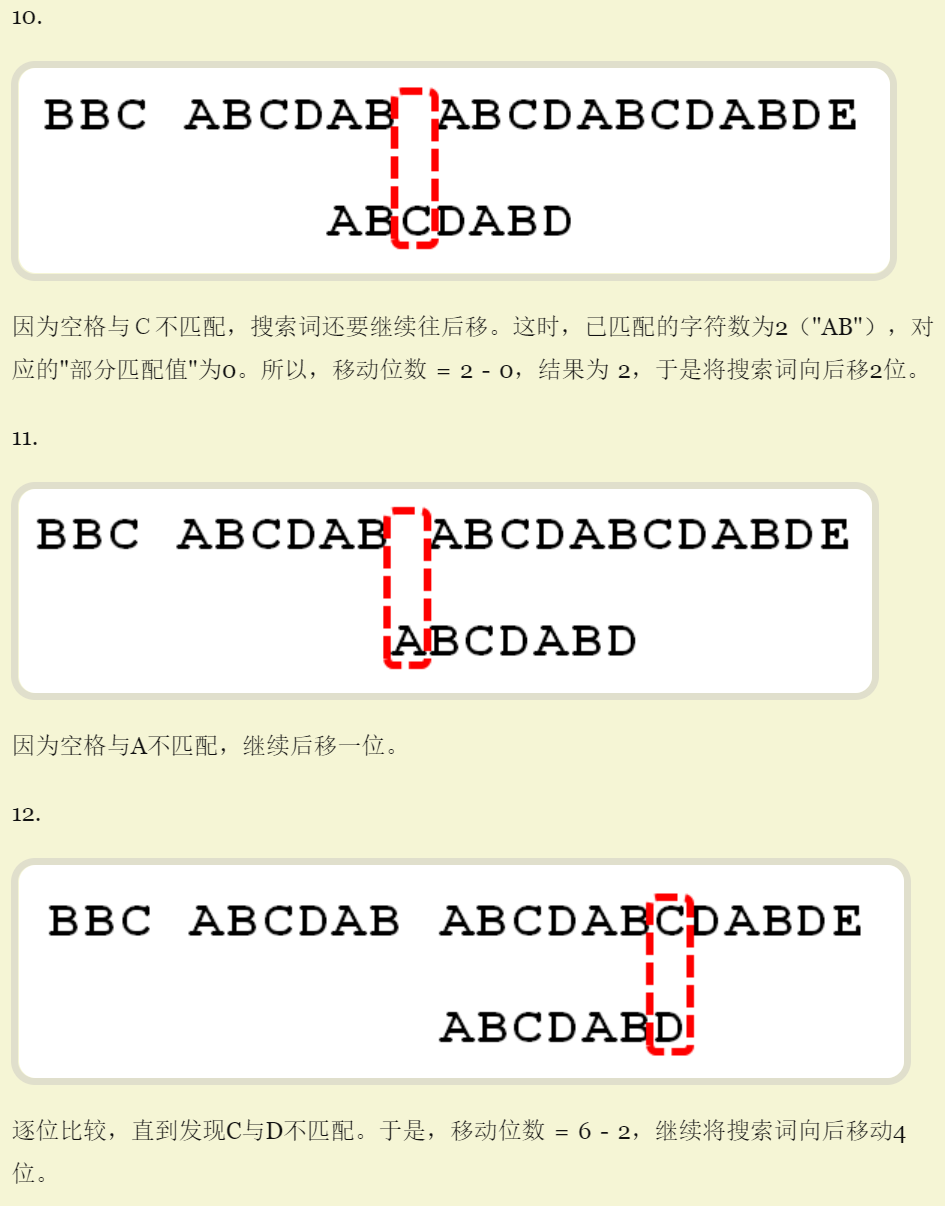 10.
BBC ABCDAB ABCDABCDABDE
ABCDABD
因为空格与Ｃ不匹配，搜索词还要继续往后移。这时，已匹配的字符数为2（"AB"），对
应的"部分匹配值"为0。所以，移动位数 = 2 - 0，结果为 2，于是将搜索词向后移2位。
11.
BBC ABCDAB ABCDABCDABDE
ABCDABD
因为空格与A不匹配，继续后移一位。
12.
BBC ABCDAB ABCDABCDABDE
ABCDABD
逐位比较，直到发现C与D不匹配。于是，移动位数 = 6 - 2，继续将搜索词向后移动4
位。